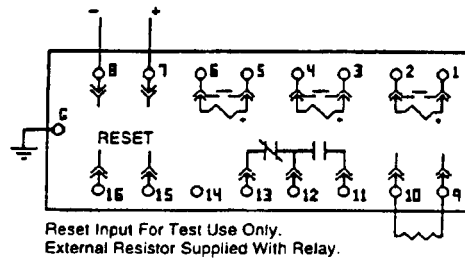 - +
8 7 6 5 4 3 2 1
G
RESET
16 15 14 13 12 11 10 9
Reset Input For Test Use Only.
External Resistor Supplied With Relay.